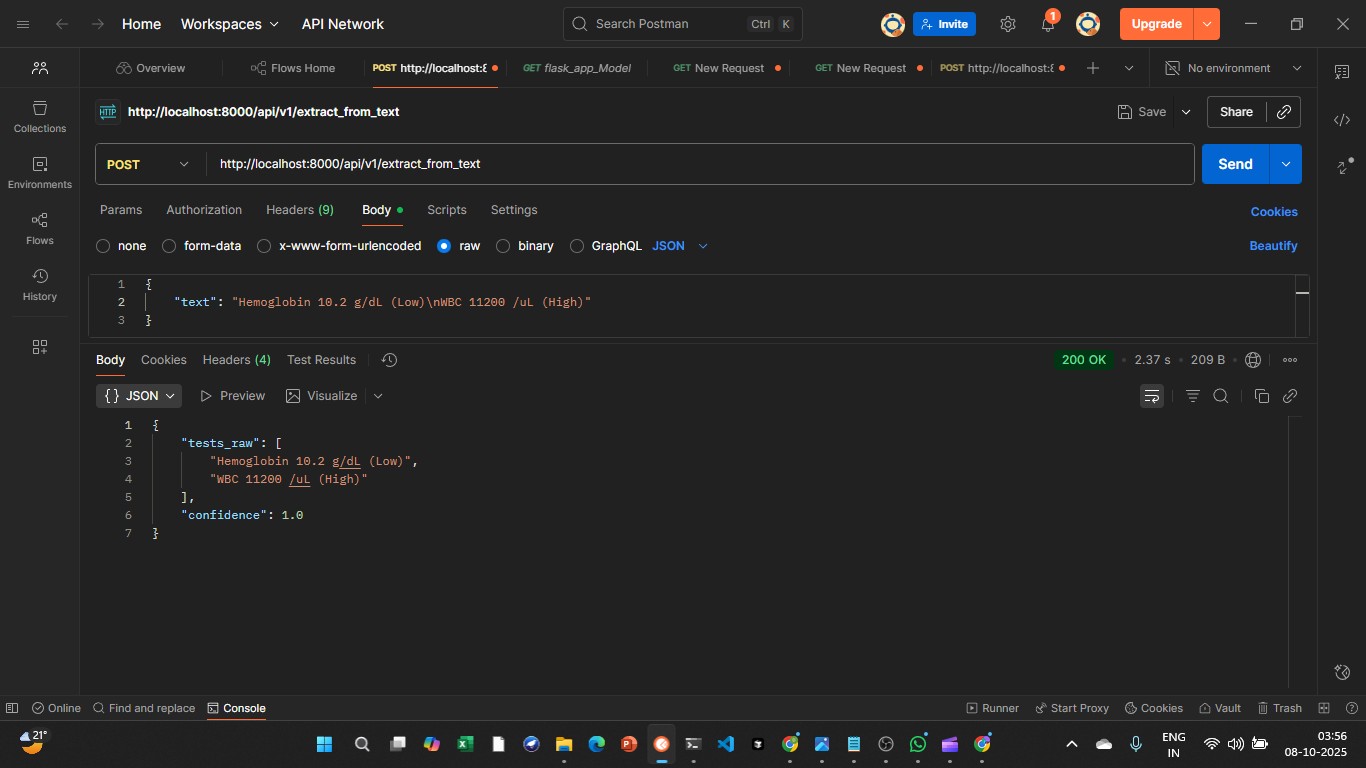 Home Workspaces API Network Search Postman Ctrl K Invite 1 Upgrade
Overview Flows Home POST http://localhost:8 GET flask_app_Model GET New Request GET New Request POST http://localhost:8 No environment
HTTP http://localhost:8000/api/v1/extract_from_text Save Share
Collections
POST http://localhost:8000/api/v1/extract_from_text Send
Environments
Params Authorization Headers (9) Body Scripts Settings Cookies
Flows
none form-data x-www-form-urlencoded raw binary GraphQL JSON Beautify
History
1 {
2 "text": "Hemoglobin 10.2 g/dL (Low)\nWBC 11200 /uL (High)"
3 }
Body Cookies Headers (4) Test Results 200 OK • 2.37 s • 209 B
{} JSON Preview Visualize
1 {
2 "tests_raw": [
3 "Hemoglobin 10.2 g/dL (Low)",
4 "WBC 11200 /uL (High)"
5 ],
6 "confidence": 1.0
7 }
Online Find and replace Console Runner Start Proxy Cookies Vault Trash
21° ENG IN 03:56
08-10-2025